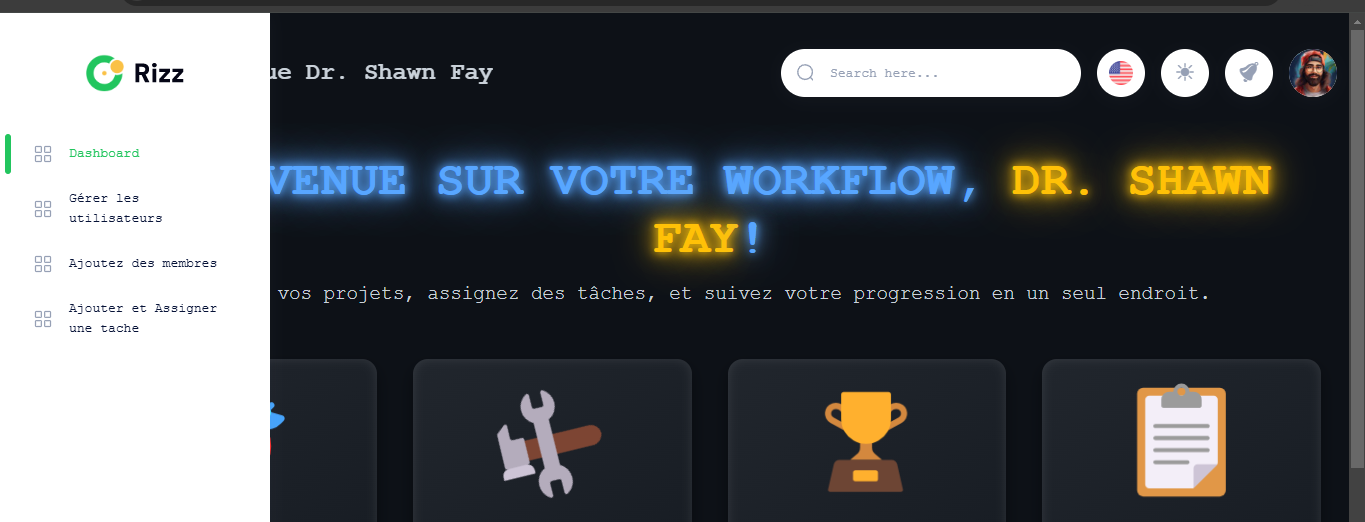 Rizz
Dashboard
Gérer les
utilisateurs
Ajoutez des membres
Ajouter et Assigner
une tache
ue Dr. Shawn Fay
Search here...
VENUE SUR VOTRE WORKFLOW, DR. SHAWN
FAY!
vos projets, assignez des tâches, et suivez votre progression en un seul endroit.